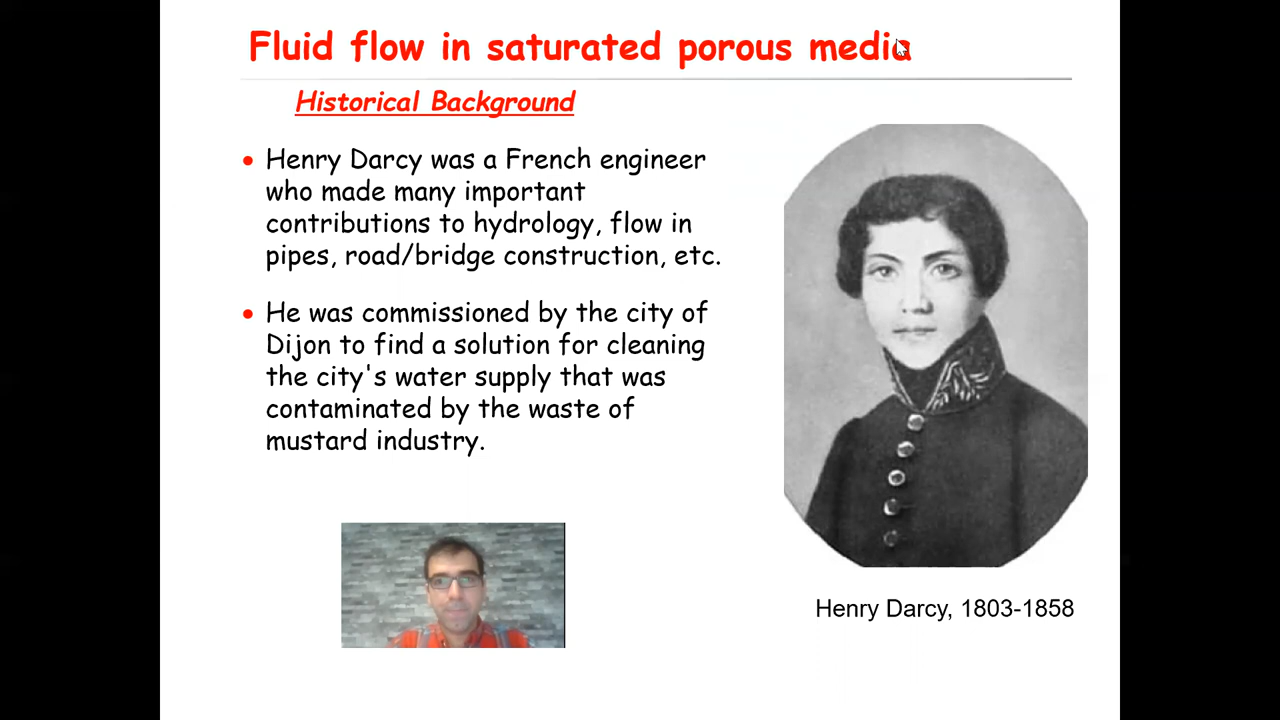 Fluid flow in saturated porous media
Historical Background
• Henry Darcy was a French engineer
who made many important
contributions to hydrology, flow in
pipes, road/bridge construction, etc.
• He was commissioned by the city of
Dijon to find a solution for cleaning
the city's water supply that was
contaminated by the waste of
mustard industry.
Henry Darcy, 1803-1858